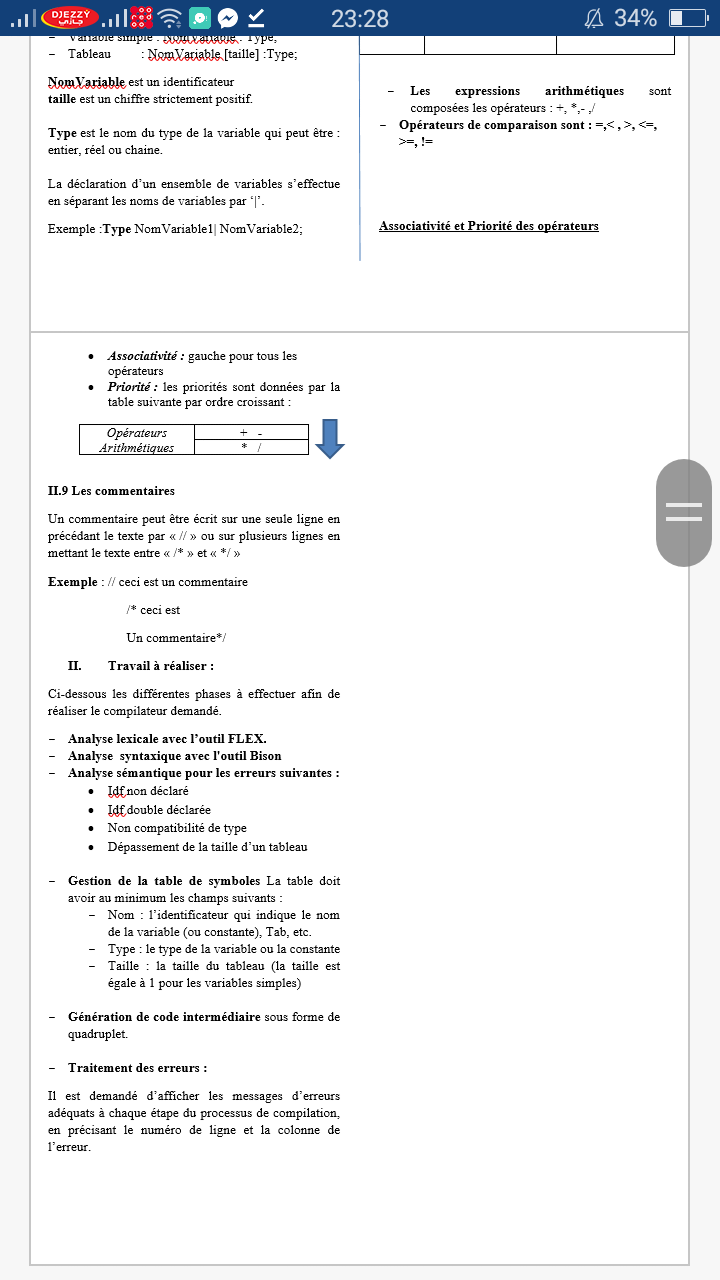 DJEZZY
جازي
23:28
34%
– Variable simple : NomVariable : Type;
– Tableau : NomVariable [taille] :Type;
NomVariable est un identificateur
taille est un chiffre strictement positif.
Type est le nom du type de la variable qui peut être :
entier, réel ou chaine.
La déclaration d’un ensemble de variables s’effectue
en séparant les noms de variables par ‘|’.
Exemple :Type NomVariable1| NomVariable2;
– Les expressions arithmétiques sont
composées les opérateurs : +, *,- ,/
– Opérateurs de comparaison sont : =,< , >, <=,
>=, !=
Associativité et Priorité des opérateurs
• Associativité : gauche pour tous les
opérateurs
• Priorité : les priorités sont données par la
table suivante par ordre croissant :
Opérateurs + -
Arithmétiques * /
II.9 Les commentaires
Un commentaire peut être écrit sur une seule ligne en
précédant le texte par « // » ou sur plusieurs lignes en
mettant le texte entre « /* » et « */ »
Exemple : // ceci est un commentaire
/* ceci est
Un commentaire*/
II. Travail à réaliser :
Ci-dessous les différentes phases à effectuer afin de
réaliser le compilateur demandé.
– Analyse lexicale avec l’outil FLEX.
– Analyse syntaxique avec l'outil Bison
– Analyse sémantique pour les erreurs suivantes :
• Idf non déclaré
• Idf double déclarée
• Non compatibilité de type
• Dépassement de la taille d’un tableau
– Gestion de la table de symboles La table doit
avoir au minimum les champs suivants :
– Nom : l’identificateur qui indique le nom
de la variable (ou constante), Tab, etc.
– Type : le type de la variable ou la constante
– Taille : la taille du tableau (la taille est
égale à 1 pour les variables simples)
– Génération de code intermédiaire sous forme de
quadruplet.
– Traitement des erreurs :
Il est demandé d’afficher les messages d’erreurs
adéquats à chaque étape du processus de compilation,
en précisant le numéro de ligne et la colonne de
l’erreur.